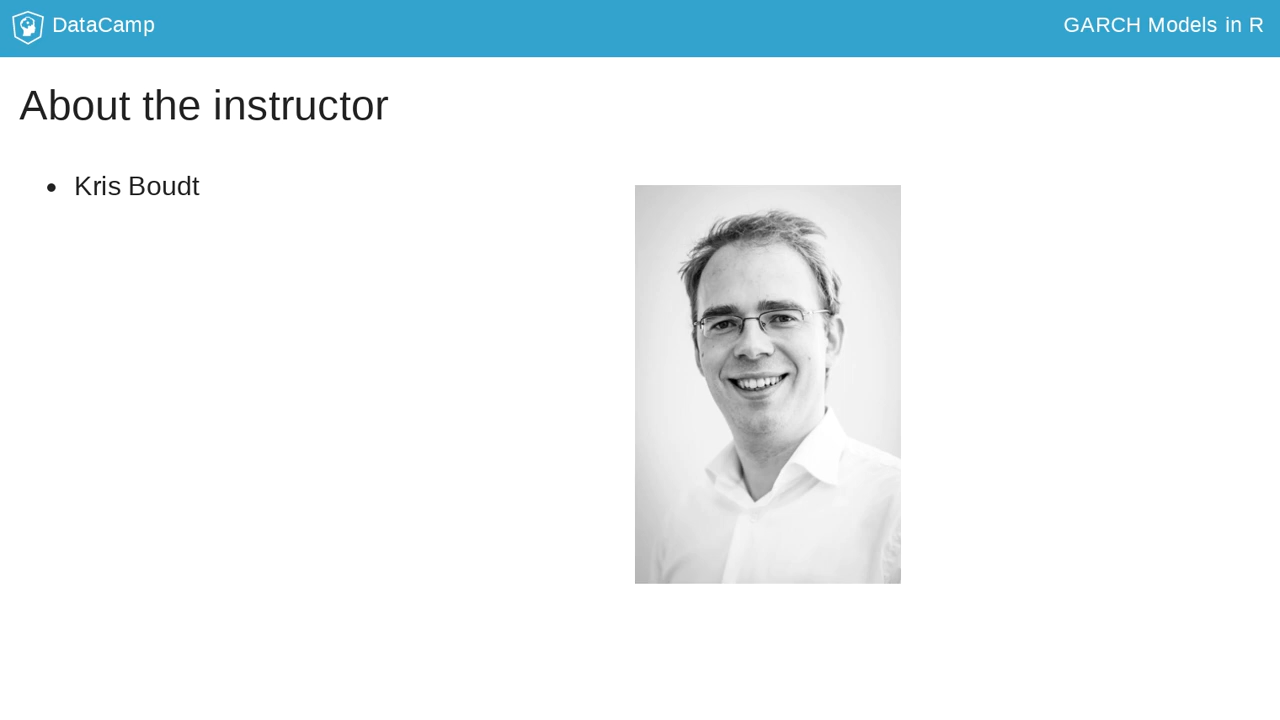 DataCamp
GARCH Models in R
About the instructor
Kris Boudt